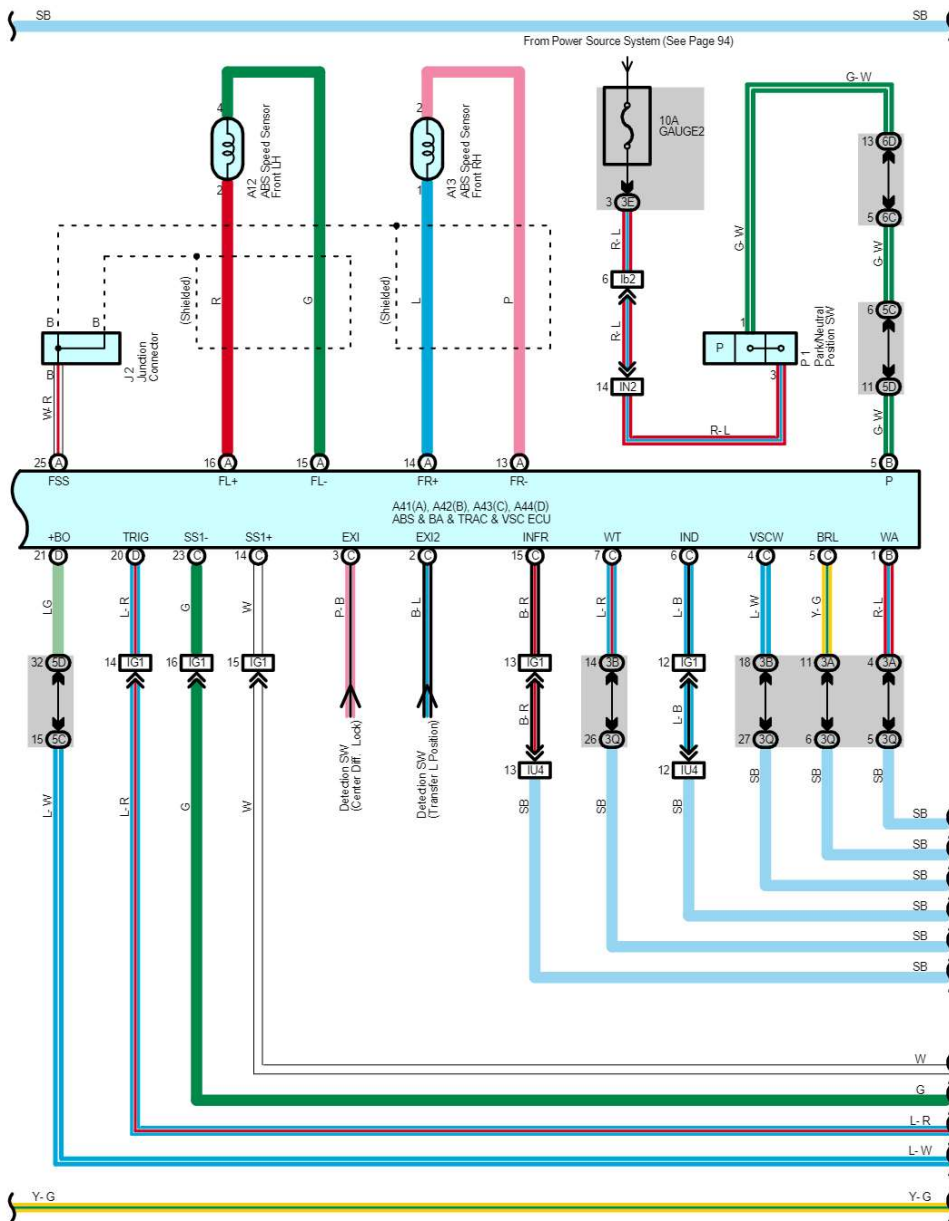 SB SB
From Power Source System (See Page 94)
G- W
10A
GAUGE2
4 2
A12
ABS Speed Sensor
Front LH
A13
ABS Speed Sensor
Front RH
2 1
13 6D
3 3E
5 6C
R- L
G- W
G- W
6 Ib2
(Shielded)
R
G
(Shielded)
L
P
6 5C
B B
R- L
1
P
P 1
Park/Neutral
Position SW
J 2
Junction
Connector
B
3
14 IN2
11 5D
W- R
R- L
G- W
25 A
16 A
15 A
14 A
13 A
5 B
FSS FL+ FL- FR+ FR- P
A41(A), A42(B), A43(C), A44(D)
ABS & BA & TRAC & VSC ECU
+BO TRIG SS1- SS1+ EXI EXI2 INFR WT IND VSCW BRL WA
21 D 20 D 23 C 14 C 3 C 2 C 15 C 7 C 6 C 4 C 5 C 1 B
LG L- R G W P- B B- L B- R L- R L- B L- W Y- G R- L
32 5D 14 IG1 16 IG1 15 IG1 13 IG1 14 3B 12 IG1 18 3B 11 3A 4 3A
B- R L- B
15 5C 26 3Q 27 3Q 6 3Q 5 3Q
Detection SW
(Center Diff. Lock)
Detection SW
(Transfer L Position)
13 IU4 12 IU4
L- W L- R G W SB SB SB SB SB SB
SB
SB
SB
SB
SB
SB
W
G
L- R
L- W
Y- G Y- G